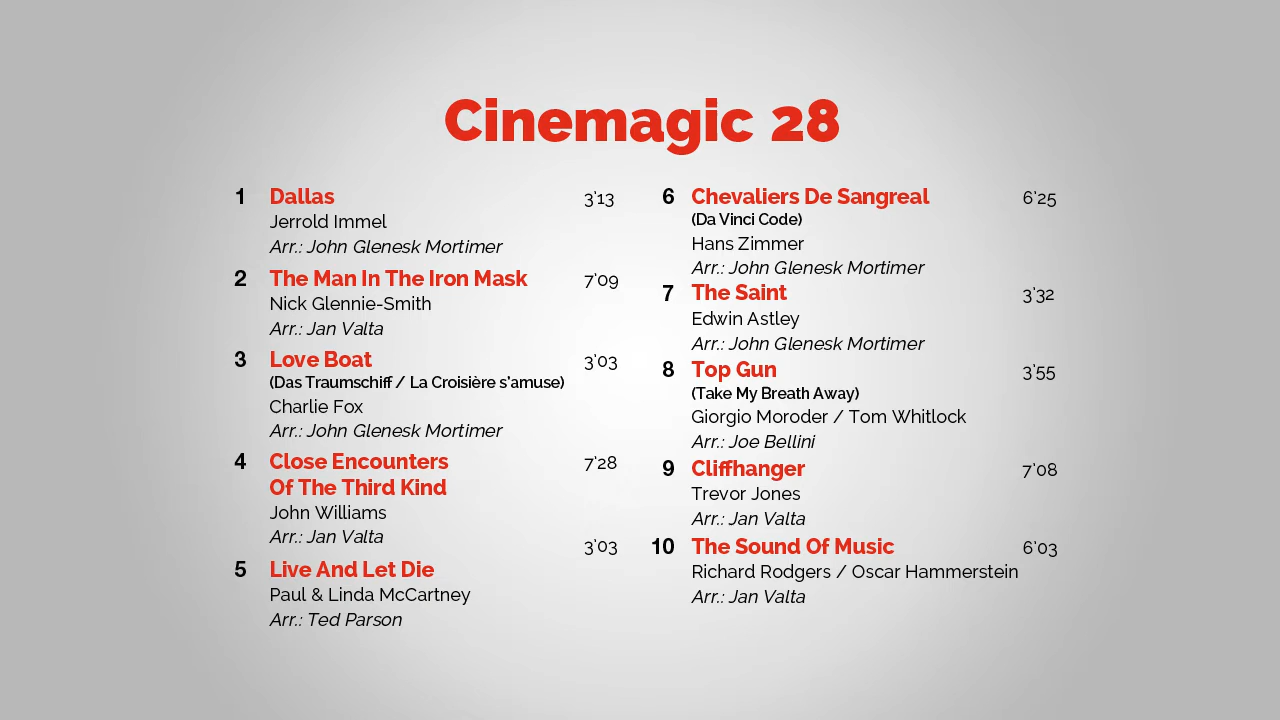 Cinemagic 28
1 Dallas 3'13
Jerrold Immel
Arr.: John Glenesk Mortimer
2 The Man In The Iron Mask 7'09
Nick Glennie-Smith
Arr.: Jan Valta
3 Love Boat 3'03
(Das Traumschiff / La Croisière s'amuse)
Charlie Fox
Arr.: John Glenesk Mortimer
4 Close Encounters 7'28
Of The Third Kind
John Williams
Arr.: Jan Valta
3'03
5 Live And Let Die
Paul & Linda McCartney
Arr.: Ted Parson
6 Chevaliers De Sangreal 6'25
(Da Vinci Code)
Hans Zimmer
Arr.: John Glenesk Mortimer
7 The Saint 3'32
Edwin Astley
Arr.: John Glenesk Mortimer
8 Top Gun 3'55
(Take My Breath Away)
Giorgio Moroder / Tom Whitlock
Arr.: Joe Bellini
9 Cliffhanger 7'08
Trevor Jones
Arr.: Jan Valta
10 The Sound Of Music 6'03
Richard Rodgers / Oscar Hammerstein
Arr.: Jan Valta